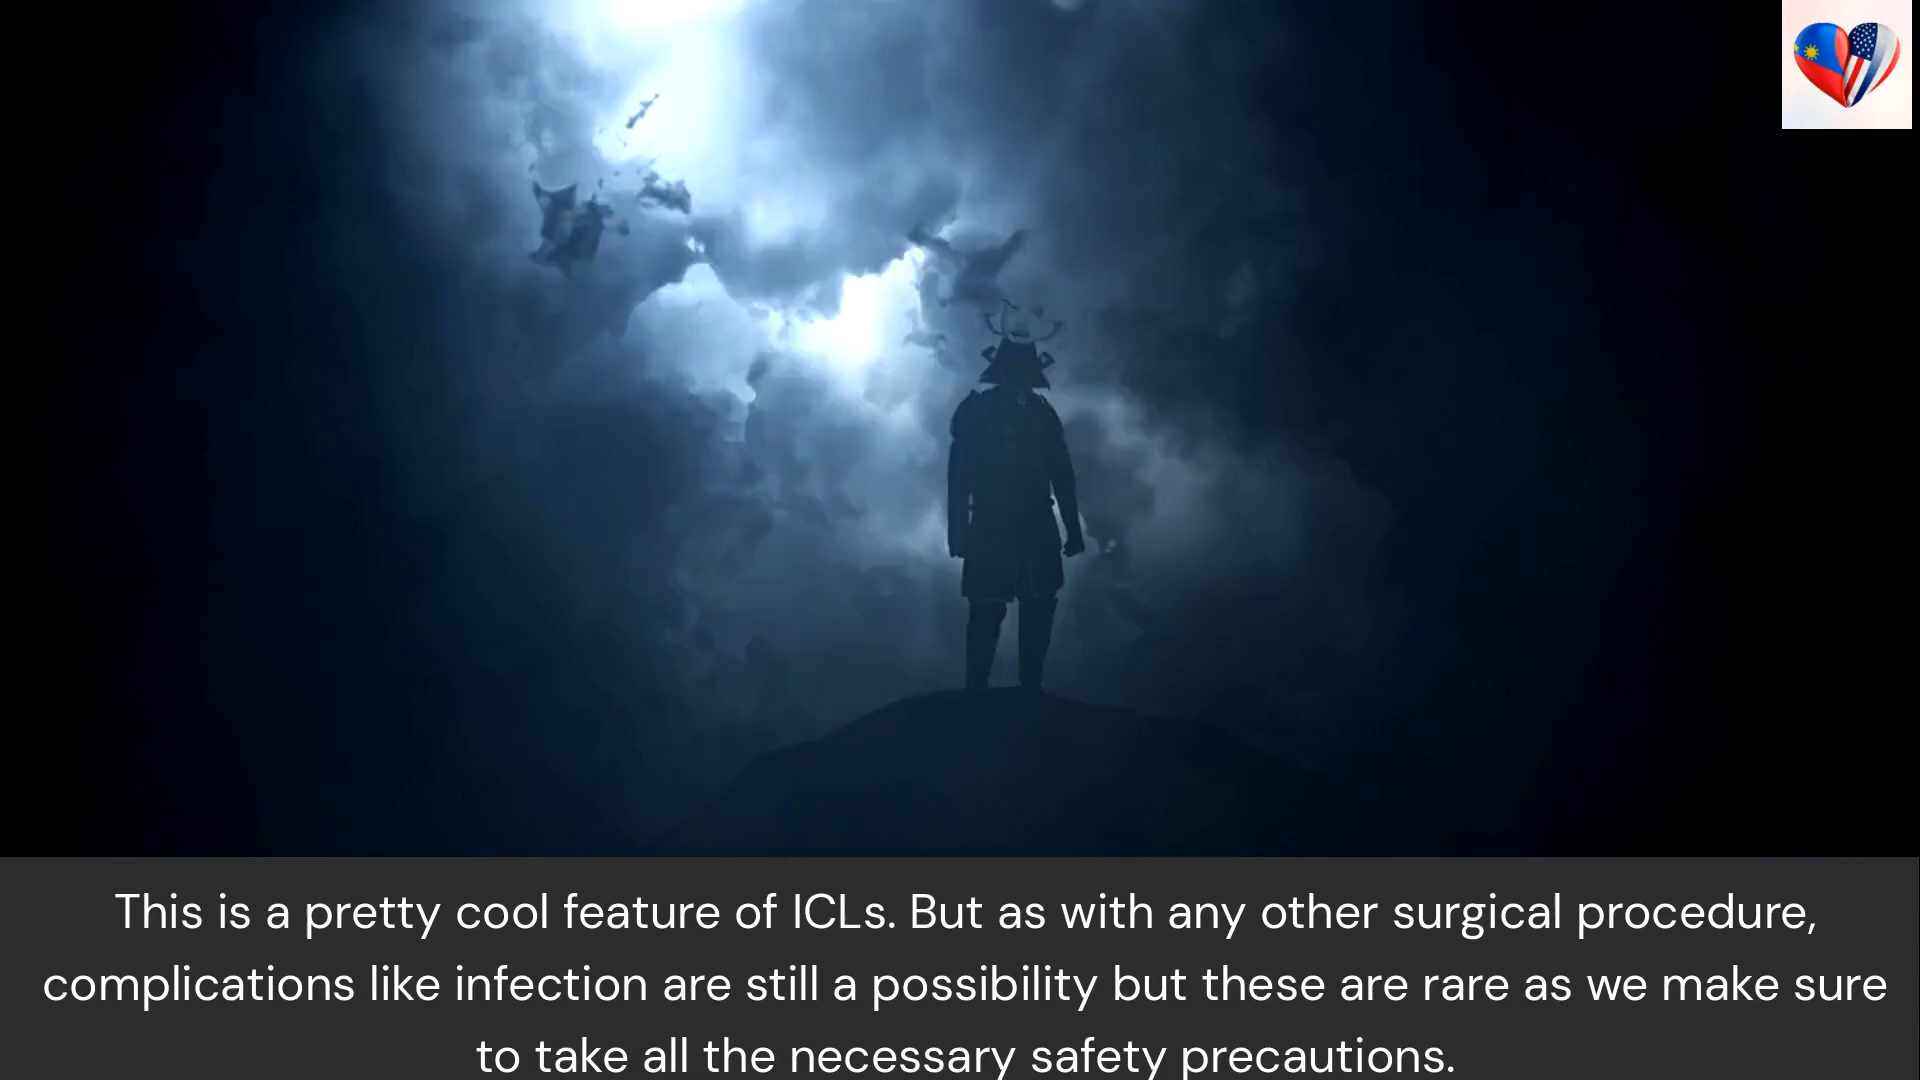 This is a pretty cool feature of ICLs. But as with any other surgical procedure,
complications like infection are still a possibility but these are rare as we make sure
to take all the necessary safety precautions.